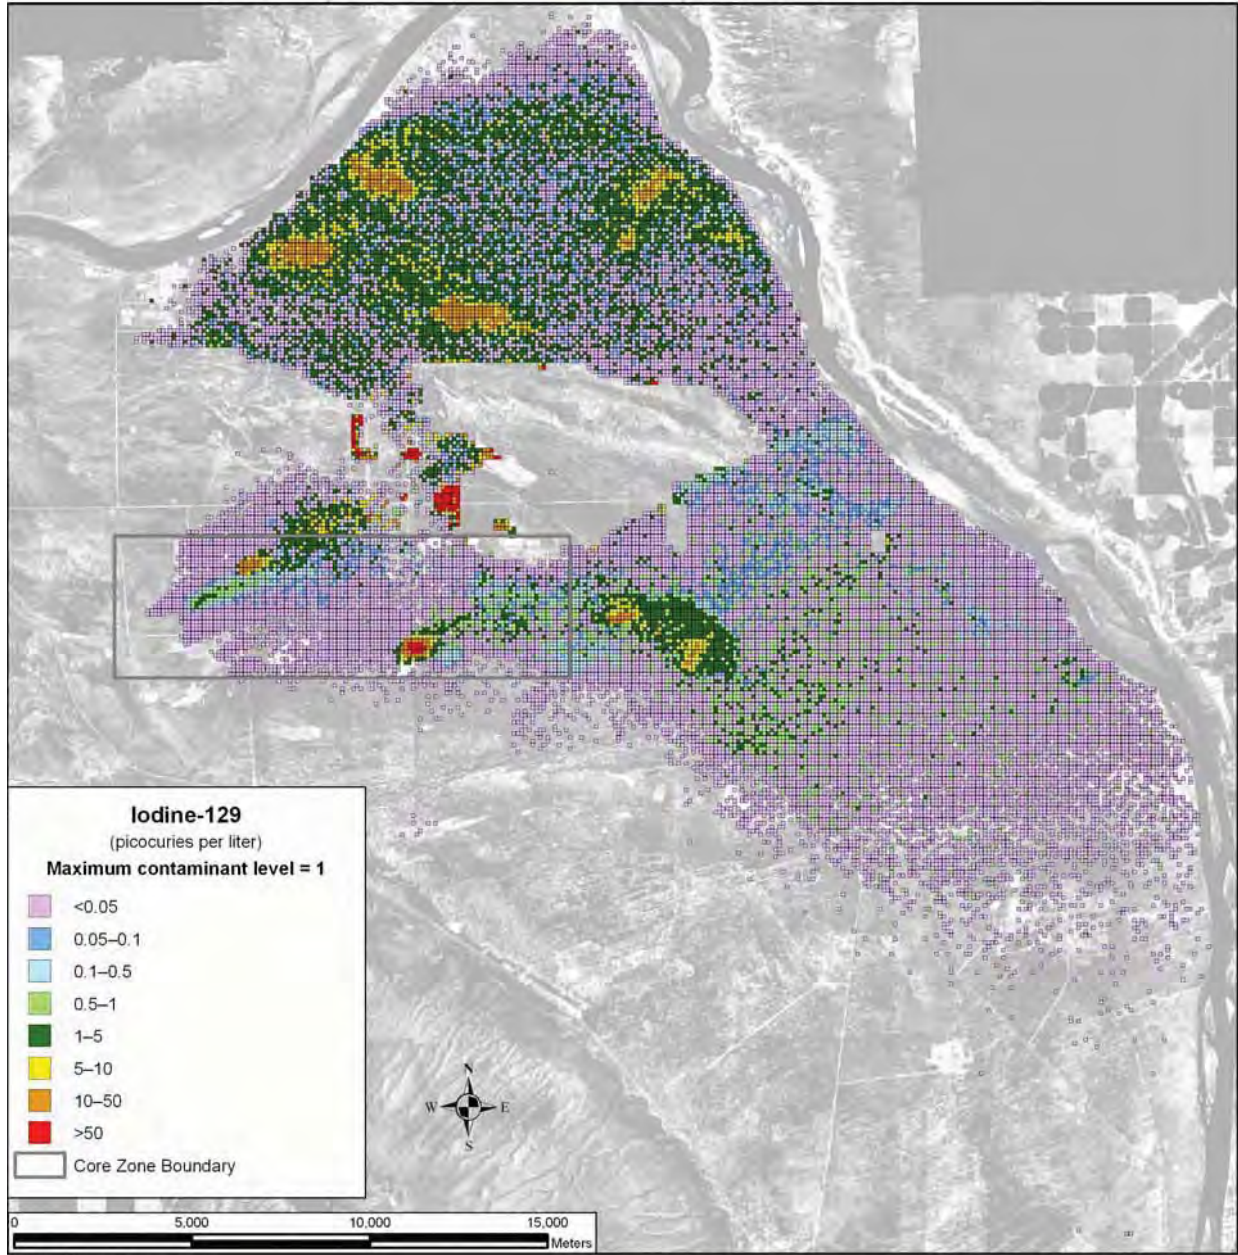 Iodine-129
(picocuries per liter)
Maximum contaminant level = 1
<0.05
0.05–0.1
0.1–0.5
0.5–1
1–5
5–10
10–50
>50
Core Zone Boundary
N
W E
S
0 5,000 10,000 15,000
Meters